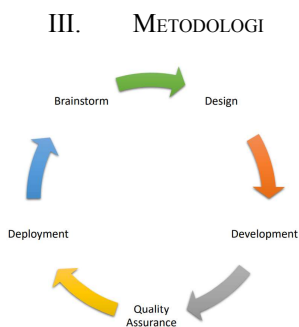 III. METODOLOGI
Brainstorm
Design
Deployment
Development
Quality
Assurance